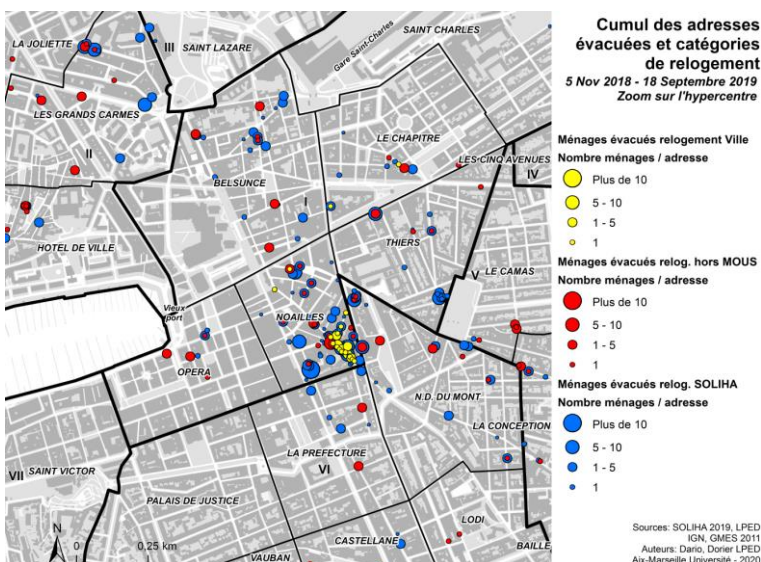 Cumul des adresses
évacuées et catégories
de relogement
5 Nov 2018 - 18 Septembre 2019
Zoom sur l'hypercentre
Ménages évacués relogement Ville
Nombre ménages / adresse
Plus de 10
5 - 10
1 - 5
1
Ménages évacués relog. hors MOUS
Nombre ménages / adresse
Plus de 10
5 - 10
1 - 5
1
Ménages évacués relog. SOLIHA
Nombre ménages / adresse
Plus de 10
5 - 10
1 - 5
1
Sources: SOLIHA 2019, LPED
IGN, GMES 2011
Auteurs: Dario, Dorier LPED
Aix-Marseille Université - 2020
LA JOLIETTE
III
SAINT LAZARE
SAINT CHARLES
Gare Saint-Charles
LES GRANDS CARMES
II
LE CHAPITRE
LES CINQ AVENUES
IV
BELSUNCE
I
HOTEL DE VILLE
THIERS
V
LE CAMAS
Vieux
port
NOAILLES
OPERA
N.D. DU MONT
LA CONCEPTION
LA PREFECTURE
VI
VII
SAINT VICTOR
PALAIS DE JUSTICE
LODI
CASTELLANE
BAILLE
VAUBAN
N
0
0,25 km